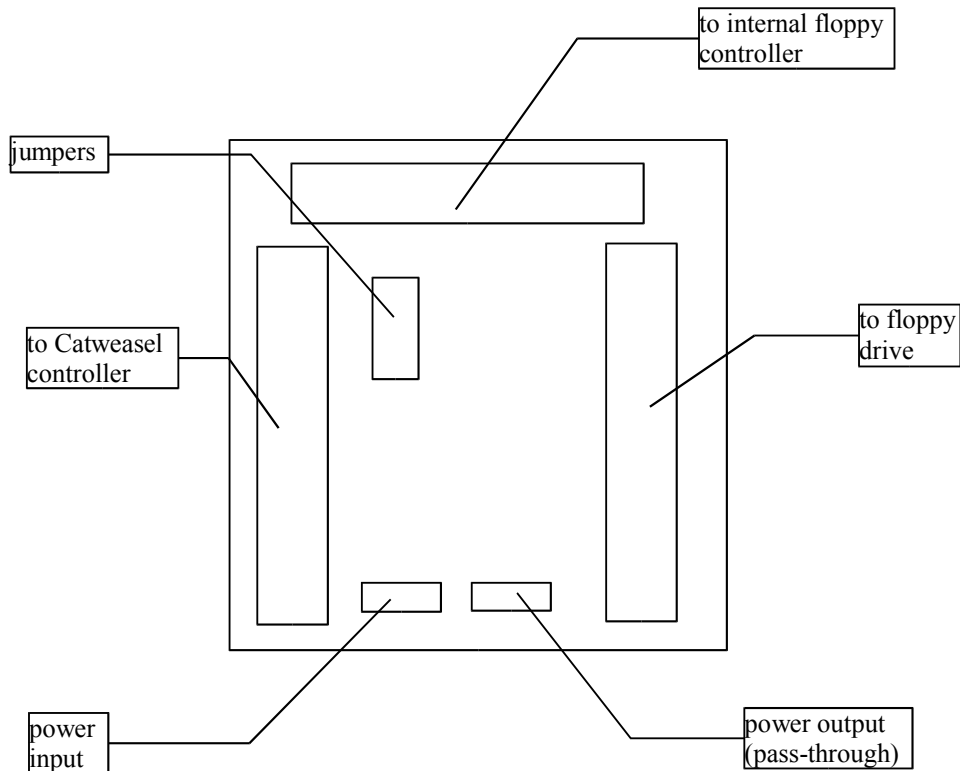 to internal floppy
controller
jumpers
to Catweasel
controller
to floppy
drive
power
input
power output
(pass-through)